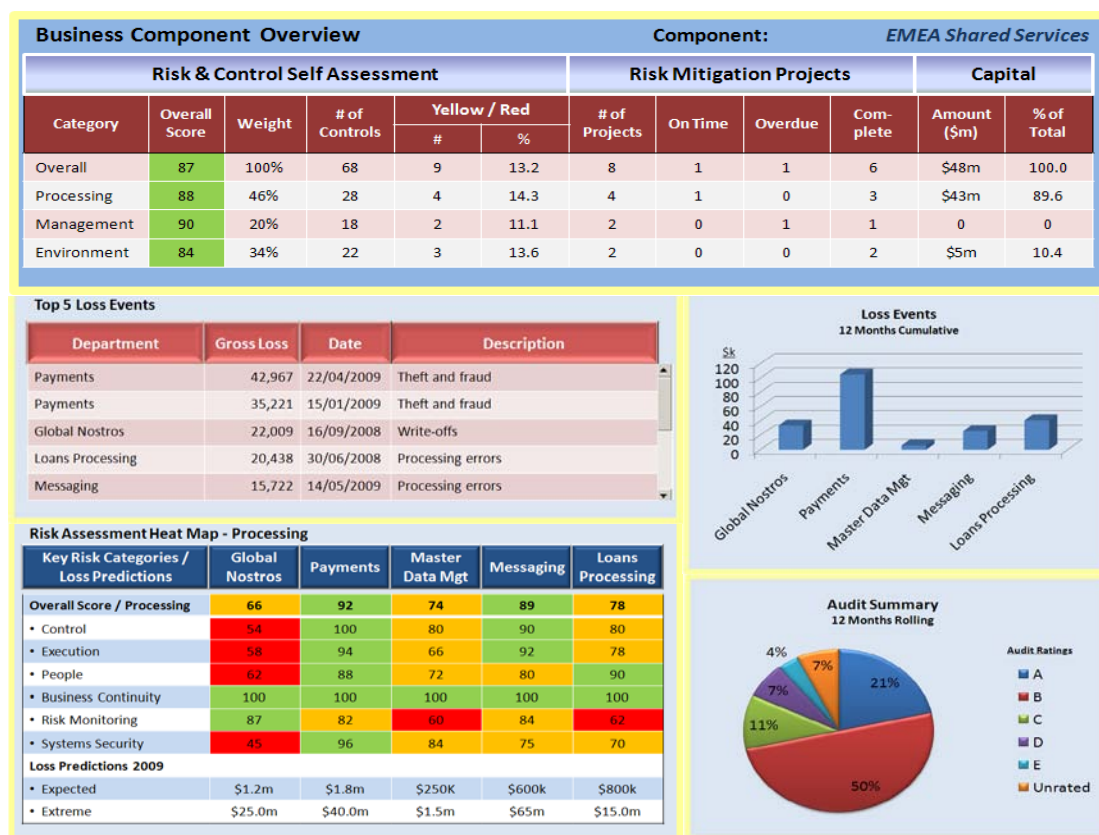 Business Component Overview Component: EMEA Shared Services
Risk & Control Self Assessment Risk Mitigation Projects Capital
Category Overall Score Weight # of Controls Yellow / Red # of Projects On Time Overdue Com-plete Amount ($m) % of Total
# %
Overall 87 100% 68 9 13.2 8 1 1 6 $48m 100.0
Processing 88 46% 28 4 14.3 4 1 0 3 $43m 89.6
Management 90 20% 18 2 11.1 2 0 1 1 0 0
Environment 84 34% 22 3 13.6 2 0 0 2 $5m 10.4
Top 5 Loss Events
Department Gross Loss Date Description
Payments 42,967 22/04/2009 Theft and fraud
Payments 35,221 15/01/2009 Theft and fraud
Global Nostros 22,009 16/09/2008 Write-offs
Loans Processing 20,438 30/06/2008 Processing errors
Messaging 15,722 14/05/2009 Processing errors
Loss Events
12 Months Cumulative
$k
120
100
80
60
40
20
0
Global Nostros
Payments
Master Data Mgt
Messaging
Loans Processing
Risk Assessment Heat Map - Processing
Key Risk Categories / Global Payments Master Messaging Loans
Loss Predictions Nostros Data Mgt Processing
Overall Score / Processing 66 92 74 89 78
• Control 54 100 80 90 80
• Execution 58 94 66 92 78
• People 62 88 72 80 90
• Business Continuity 100 100 100 100 100
• Risk Monitoring 87 82 60 84 62
• Systems Security 45 96 84 75 70
Loss Predictions 2009
• Expected $1.2m $1.8m $250K $600k $800k
• Extreme $25.0m $40.0m $1.5m $65m $15.0m
Audit Summary
12 Months Rolling
4%
7%
21%
7%
11%
50%
Audit Ratings
A
B
C
D
E
Unrated